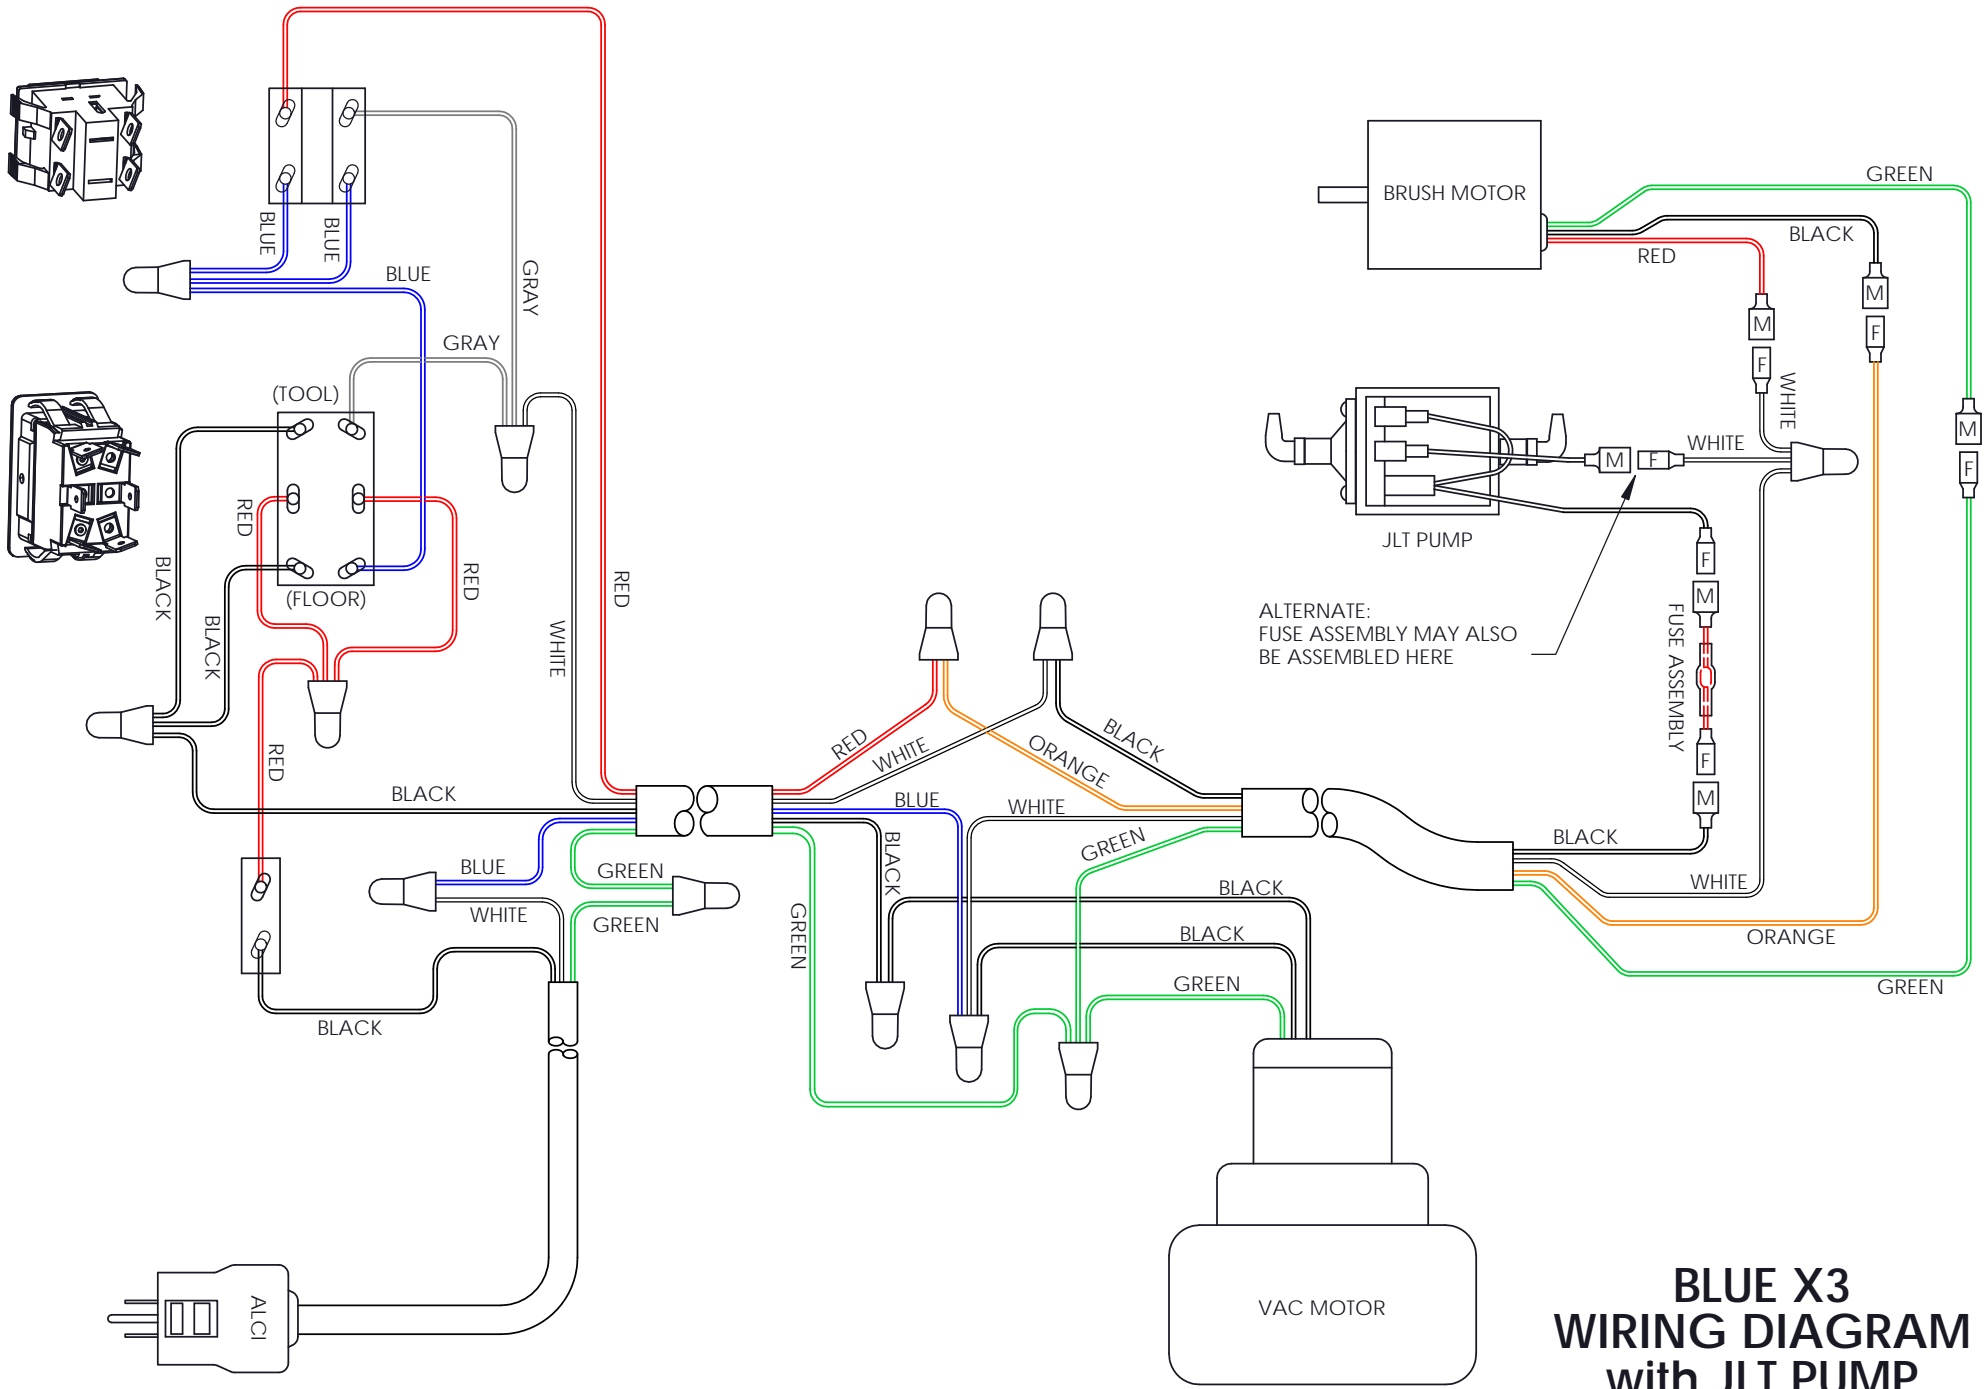 BLUE
BLUE
BLUE
GRAY
GRAY
(TOOL)
RED
BLACK
BLACK
(FLOOR)
RED
RED
WHITE
RED
BLACK
BLUE
WHITE
GREEN
GREEN
BLACK
ALCI
RED
WHITE
ORANGE
BLACK
BLUE
WHITE
BLACK
GREEN
GREEN
BLACK
BLACK
GREEN
VAC MOTOR
BRUSH MOTOR
GREEN
BLACK
RED
M
M
F
F
WHITE
WHITE
M
F
M
F
JLT PUMP
ALTERNATE:
FUSE ASSEMBLY MAY ALSO
BE ASSEMBLED HERE
F
M
FUSE ASSEMBLY
F
M
BLACK
WHITE
ORANGE
GREEN
BLUE X3
WIRING DIAGRAM
with JLT PUMP